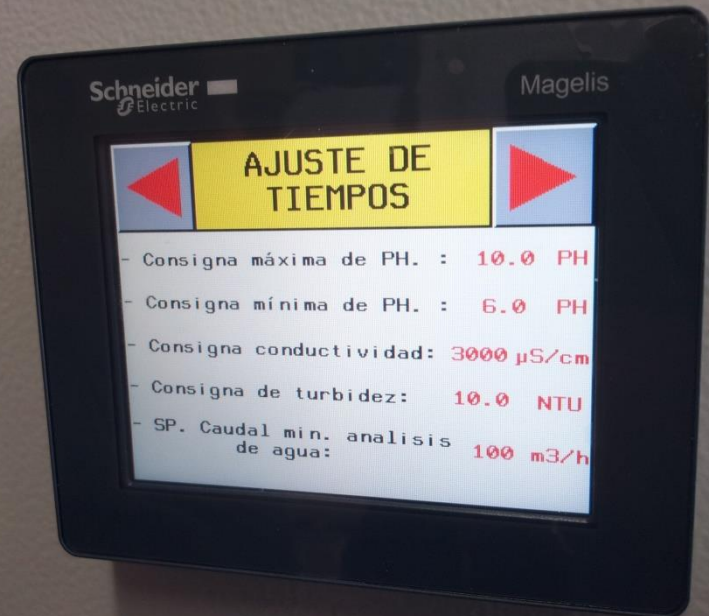 Schneider
Electric
Magelis
AJUSTE DE
TIEMPOS
- Consigna máxima de PH. : 10.0 PH
- Consigna mínima de PH. : 6.0 PH
- Consigna conductividad: 3000 µS/cm
- Consigna de turbidez: 10.0 NTU
- SP. Caudal min. analisis
de agua: 100 m3/h